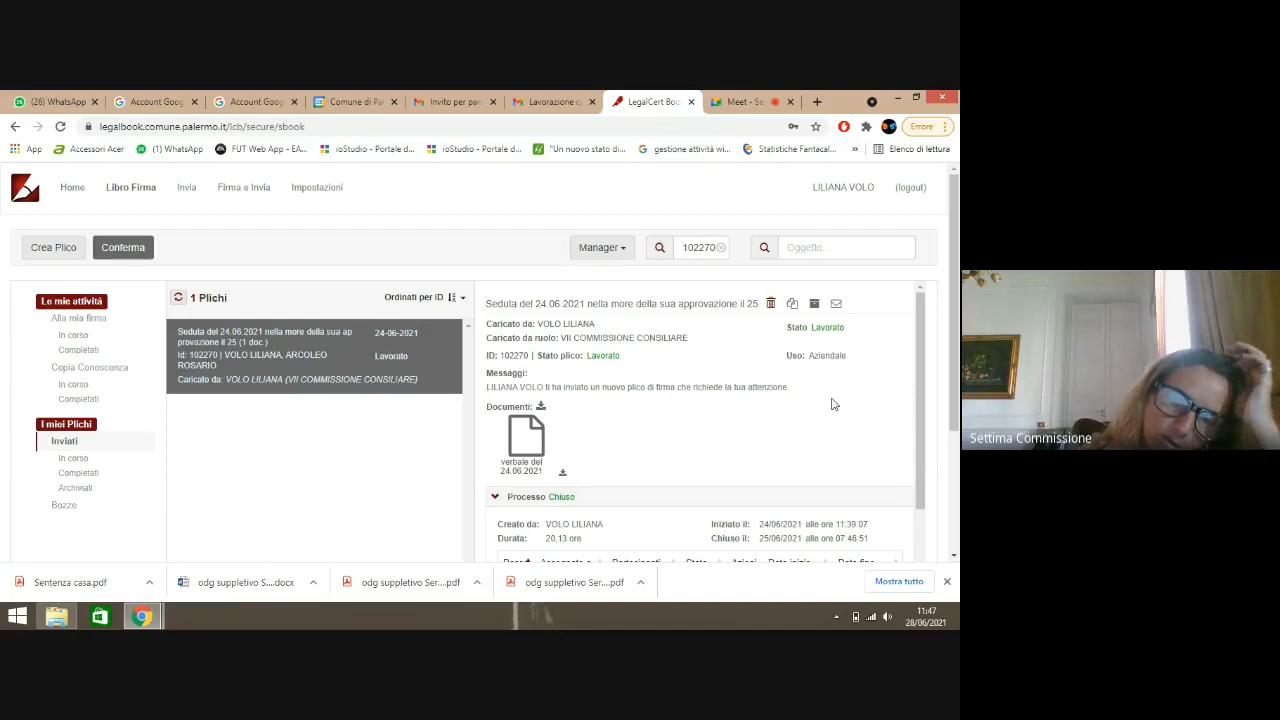 (26) WhatsApp
Account Goog
Account Goog
Comune di Pal
Invito per part
Lavorazione c
LegalCert Boo
Meet - Se
legalbook.comune.palermo.it/lcb/secure/sbook
Errore
App
Accessori Acer
(1) WhatsApp
FUT Web App - EA...
ioStudio - Portale d...
ioStudio - Portale d...
"Un nuovo stato di...
gestione attività wi...
Statistiche Fantacal...
»
Elenco di lettura
Home
Libro Firma
Invia
Firma e Invia
Impostazioni
LILIANA VOLO
(logout)
Crea Plico
Conferma
Manager
102270
Oggetto...
Le mie attività
Alla mia firma
In corso
Completati
Copia Conoscenza
In corso
Completati
I miei Plichi
Inviati
In corso
Completati
Archiviati
Bozze
1 Plichi
Ordinati per ID
Seduta del 24.06.2021 nella more della sua ap
provazione il 25 (1 doc.)
24-06-2021
Id: 102270 | VOLO LILIANA, ARCOLEO
ROSARIO
Lavorato
Caricato da: VOLO LILIANA (VII COMMISSIONE CONSILIARE)
Seduta del 24.06.2021 nella more della sua approvazione il 25
Caricato da: VOLO LILIANA
Stato Lavorato
Caricato da ruolo: VII COMMISSIONE CONSILIARE
ID: 102270 | Stato plico: Lavorato
Uso: Aziendale
Messaggi:
LILIANA VOLO ti ha inviato un nuovo plico di firma che richiede la tua attenzione.
Documenti:
verbale del
24.06.2021
Processo Chiuso
Creato da: VOLO LILIANA
Iniziato il: 24/06/2021 alle ore 11:39:07
Durata: 20,13 ore
Chiuso il: 25/06/2021 alle ore 07:46:51
Sentenza casa.pdf
odg suppletivo S....docx
odg suppletivo Ser....pdf
odg suppletivo Ser....pdf
Mostra tutto
11:47
28/06/2021
Settima Commissione